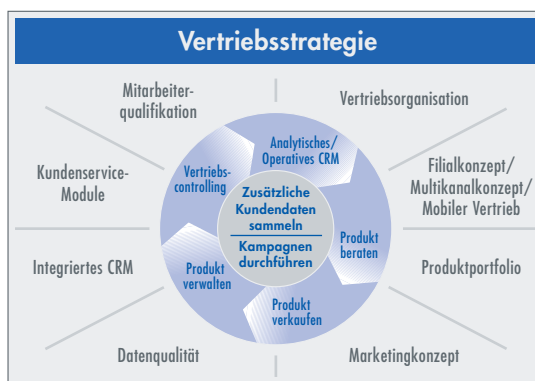 Vertriebsstrategie
Mitarbeiter-
qualifikation
Vertriebsorganisation
Kundenservice-
Module
Filialkonzept/
Multikanalkonzept/
Mobiler Vertrieb
Integriertes CRM
Produktportfolio
Datenqualität
Marketingkonzept
Analytisches/
Operatives CRM
Produkt
beraten
Produkt
verkaufen
Produkt
verwalten
Vertriebs-
controlling
Zusätzliche
Kundendaten
sammeln
Kampagnen
durchführen